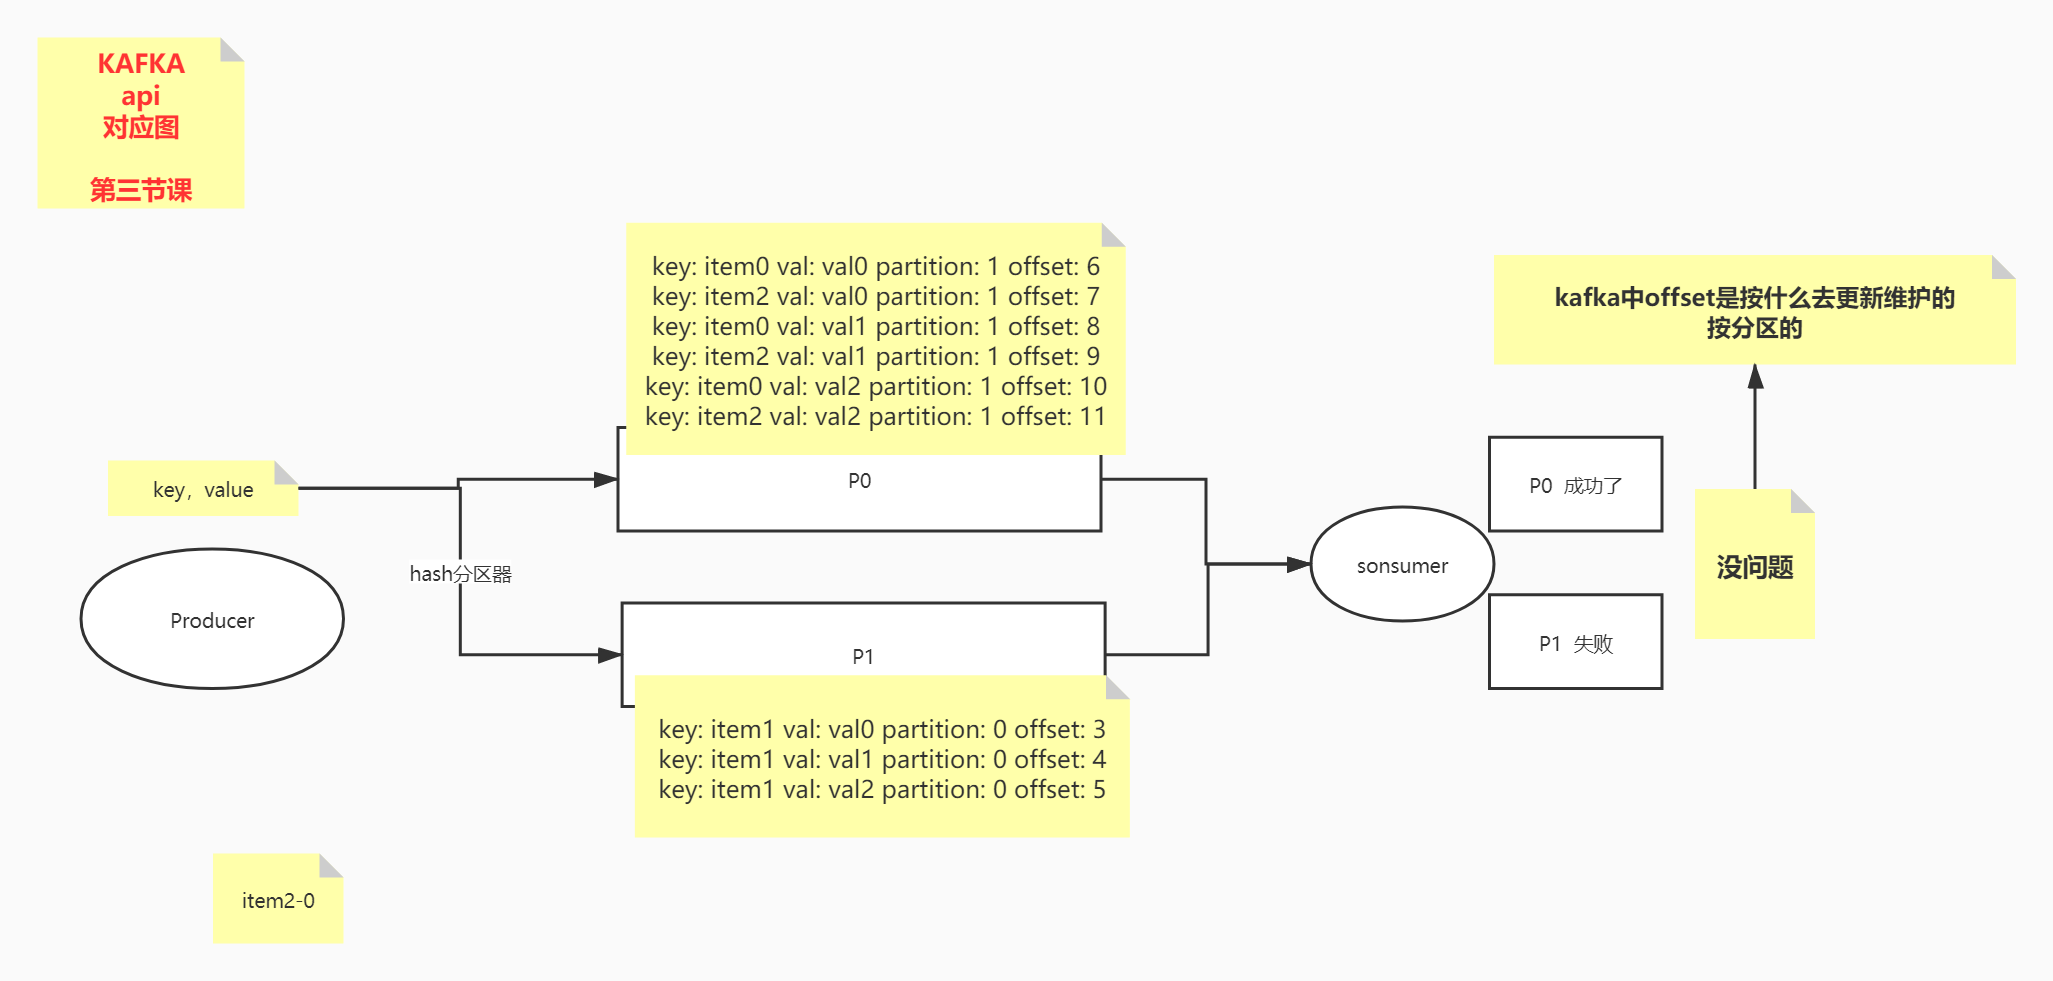 KAFKA
api
对应图
第三节课
key: item0 val: val0 partition: 1 offset: 6
key: item2 val: val0 partition: 1 offset: 7
key: item0 val: val1 partition: 1 offset: 8
key: item2 val: val1 partition: 1 offset: 9
key: item0 val: val2 partition: 1 offset: 10
key: item2 val: val2 partition: 1 offset: 11
kafka中offset是按什么去更新维护的
按分区的
key，value
P0
P0 成功了
hash分区器
sonsumer
没问题
Producer
P1
P1 失败
key: item1 val: val0 partition: 0 offset: 3
key: item1 val: val1 partition: 0 offset: 4
key: item1 val: val2 partition: 0 offset: 5
item2-0